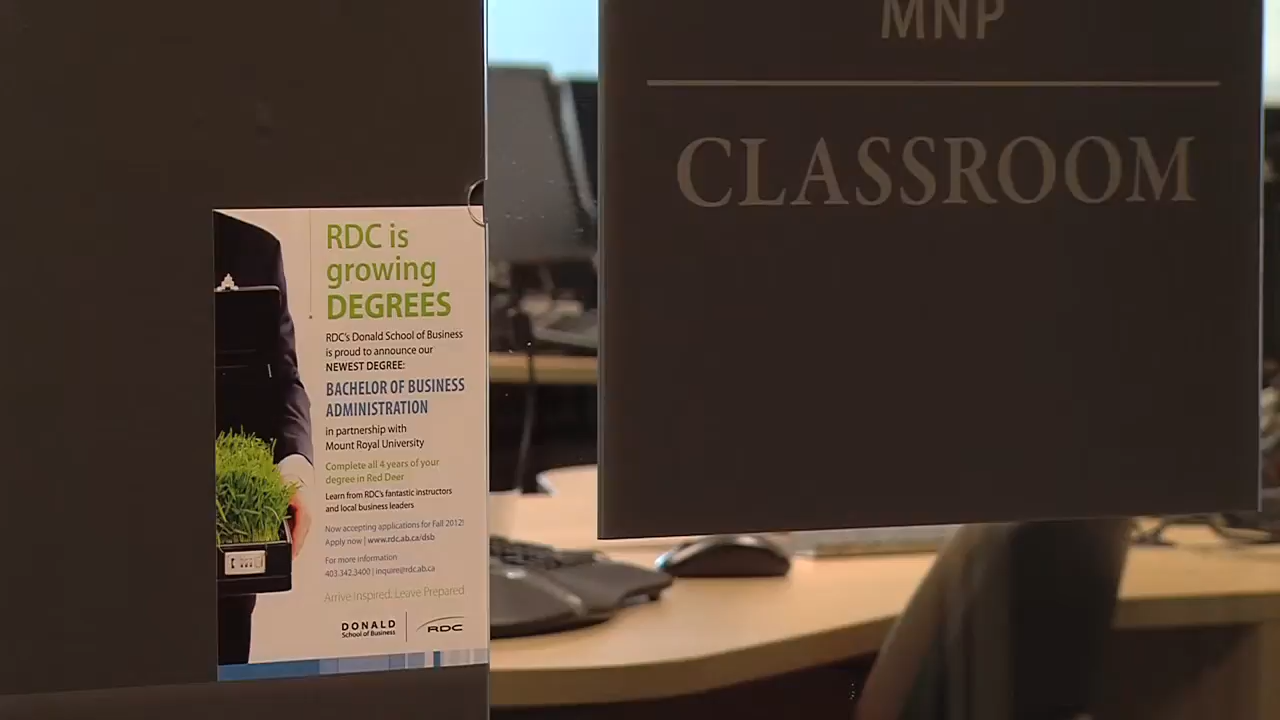 MNP
CLASSROOM
RDC is
growing
DEGREES
RDC's Donald School of Business
is proud to announce our
NEWEST DEGREE:
BACHELOR OF BUSINESS
ADMINISTRATION
in partnership with
Mount Royal University
Complete all 4 years of your
degree in Red Deer
Learn from RDC's fantastic instructors
and local business leaders
Now accepting applications for Fall 2012!
Apply now | www.rdc.ab.ca/dsb
For more information
403.342.3400 | inquire@rdc.ab.ca
Arrive Inspired. Leave Prepared
DONALD
School of Business
RDC